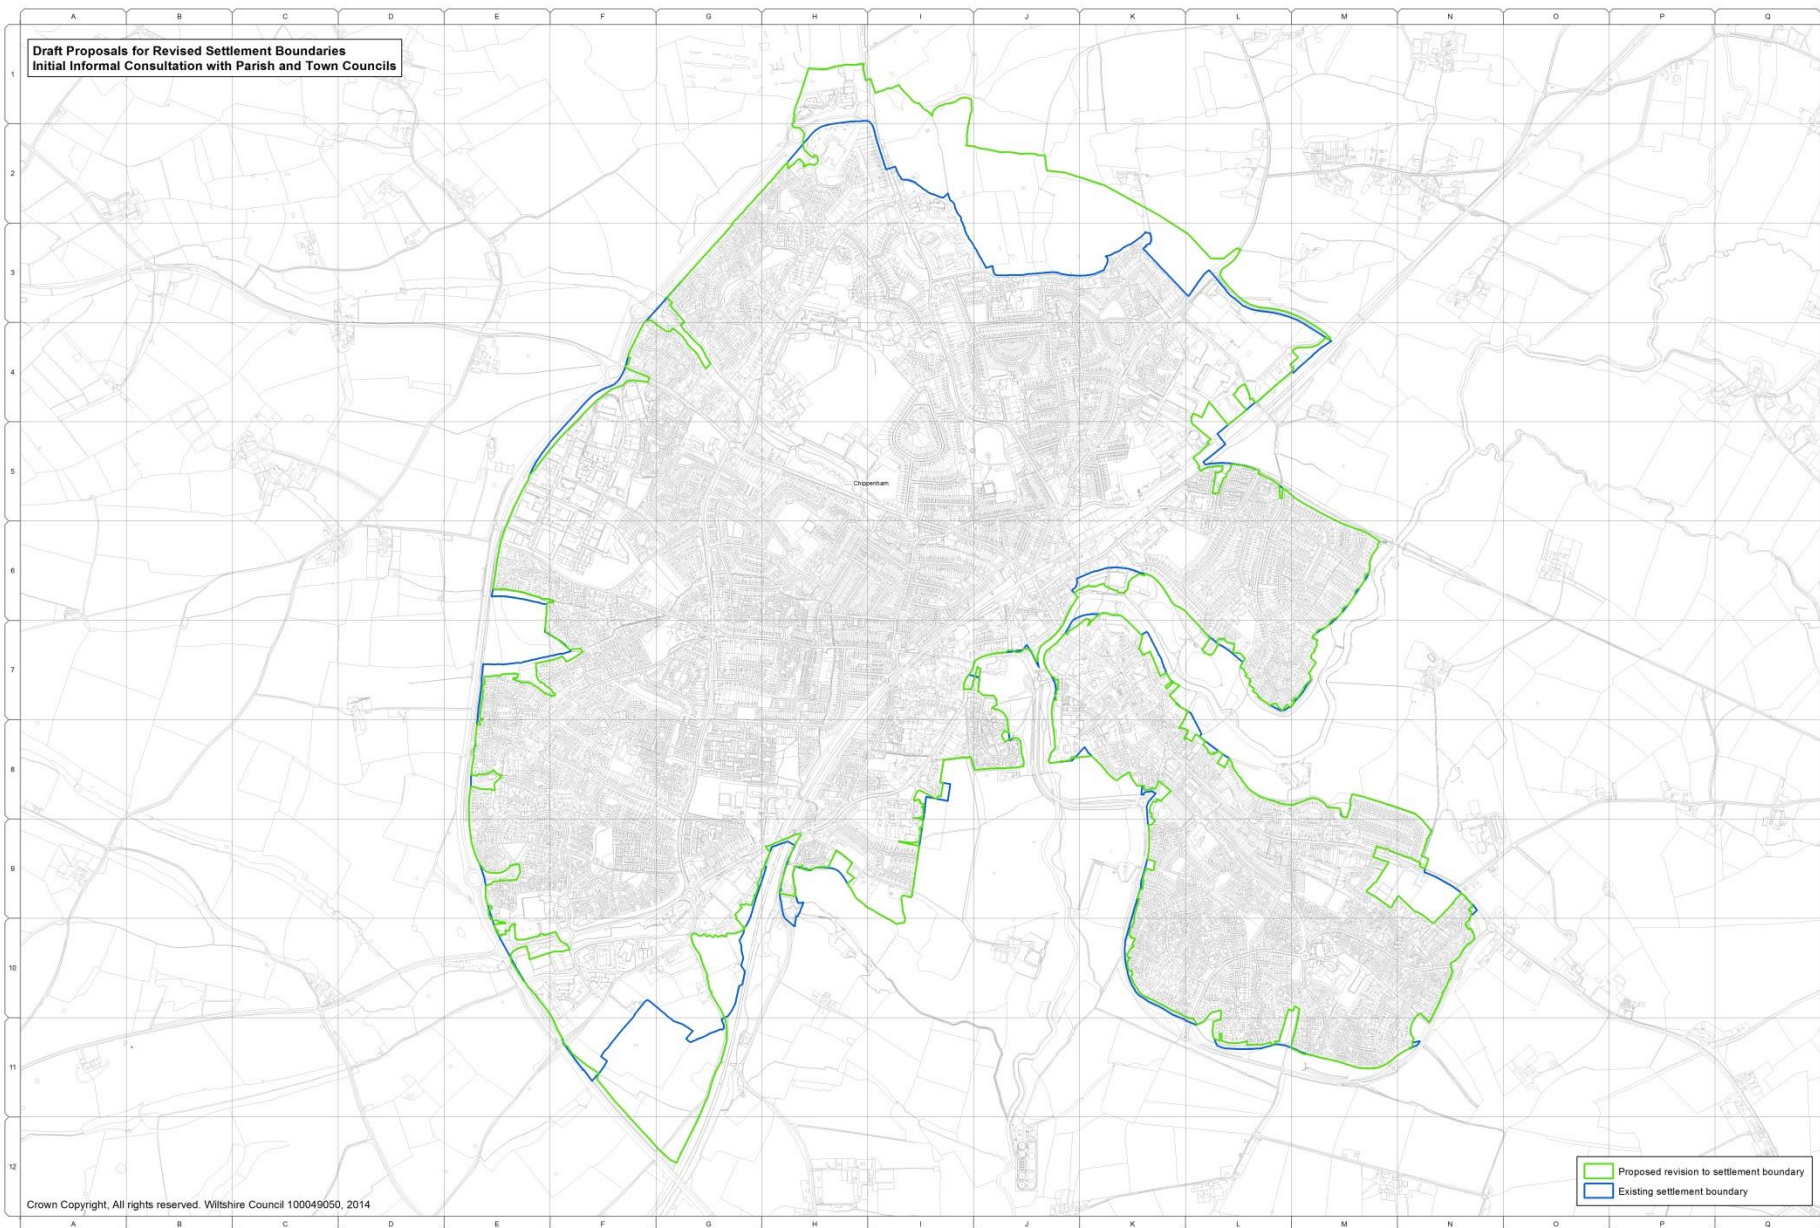 A B C D E F G H I J K L M N O P Q
Draft Proposals for Revised Settlement Boundaries
Initial Informal Consultation with Parish and Town Councils
1
2
3
4
5
Chippenham
6
7
8
9
10
11
12
Proposed revision to settlement boundary
Existing settlement boundary
Crown Copyright, All rights reserved. Wiltshire Council 100049050, 2014
A B C D E F G H I J K L M N O P Q